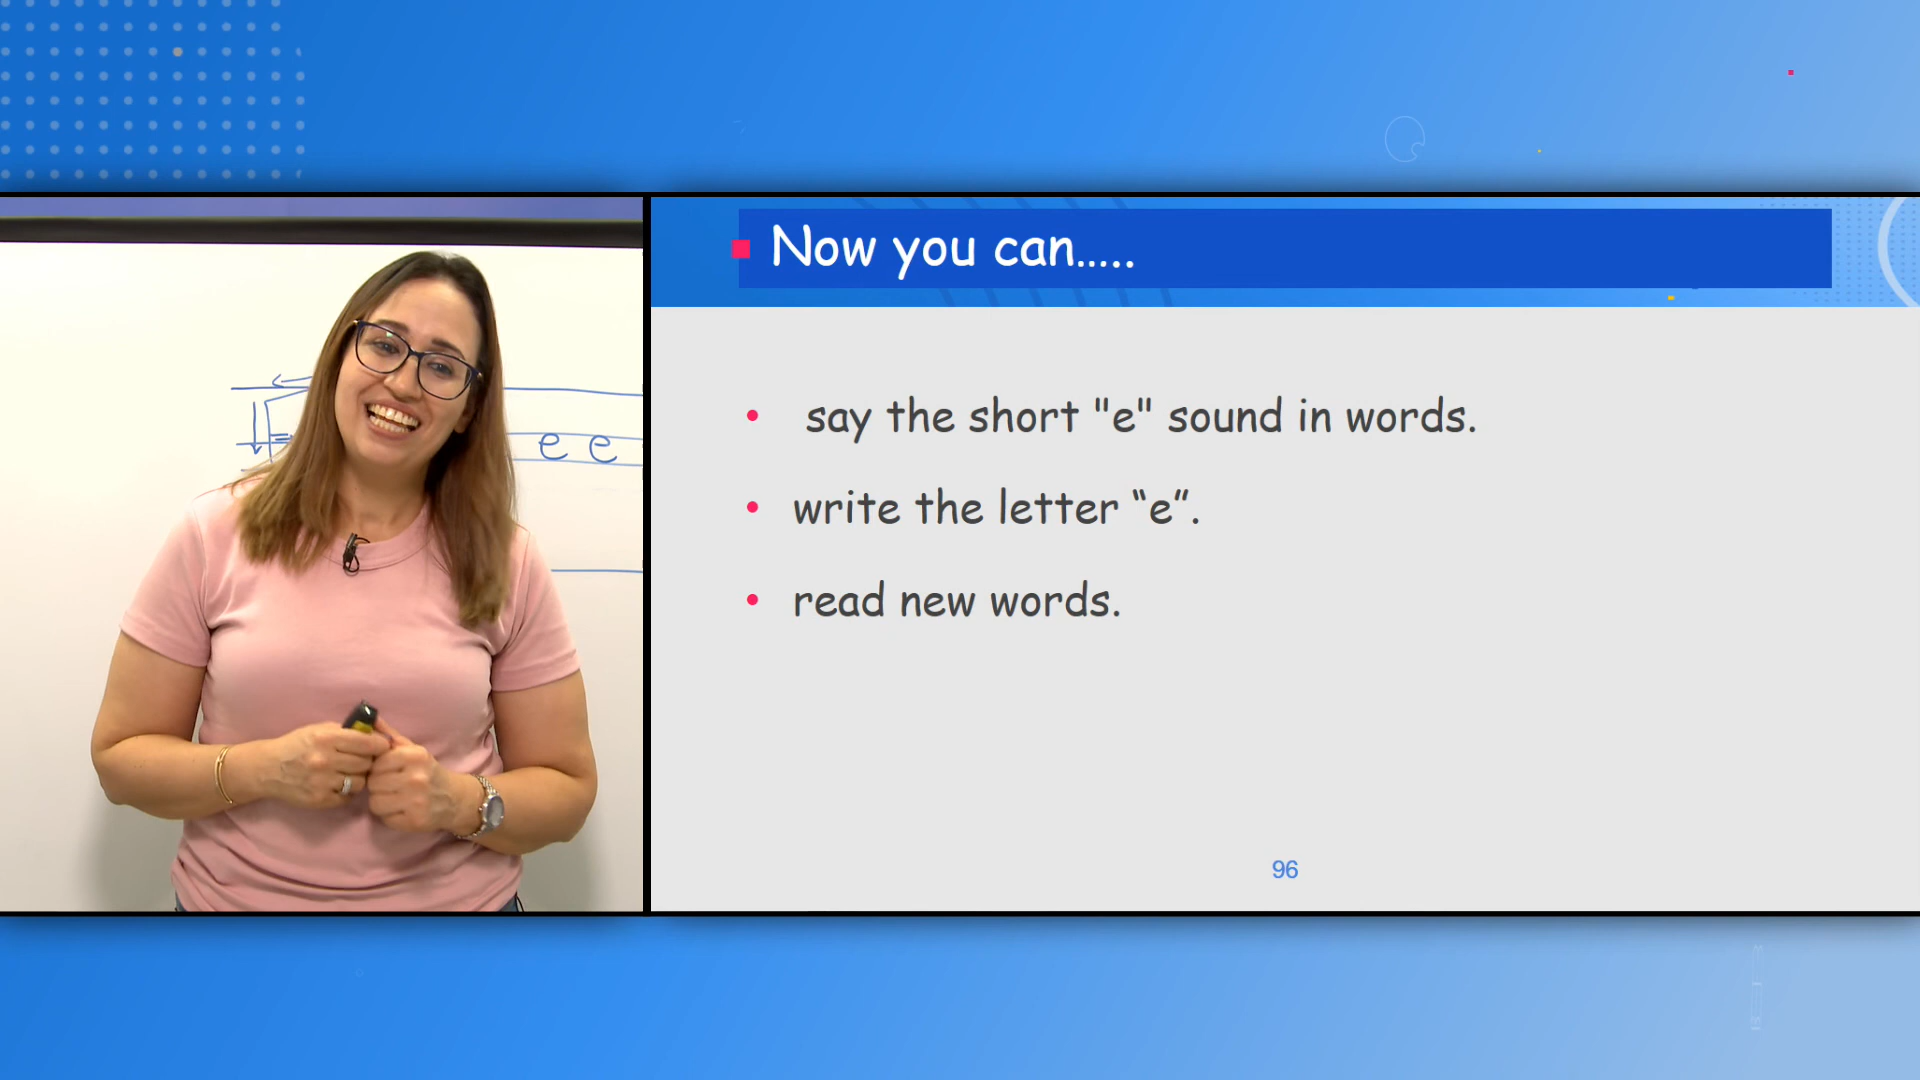 e e
Now you can.....
• say the short "e" sound in words.
• write the letter “e”.
• read new words.
96